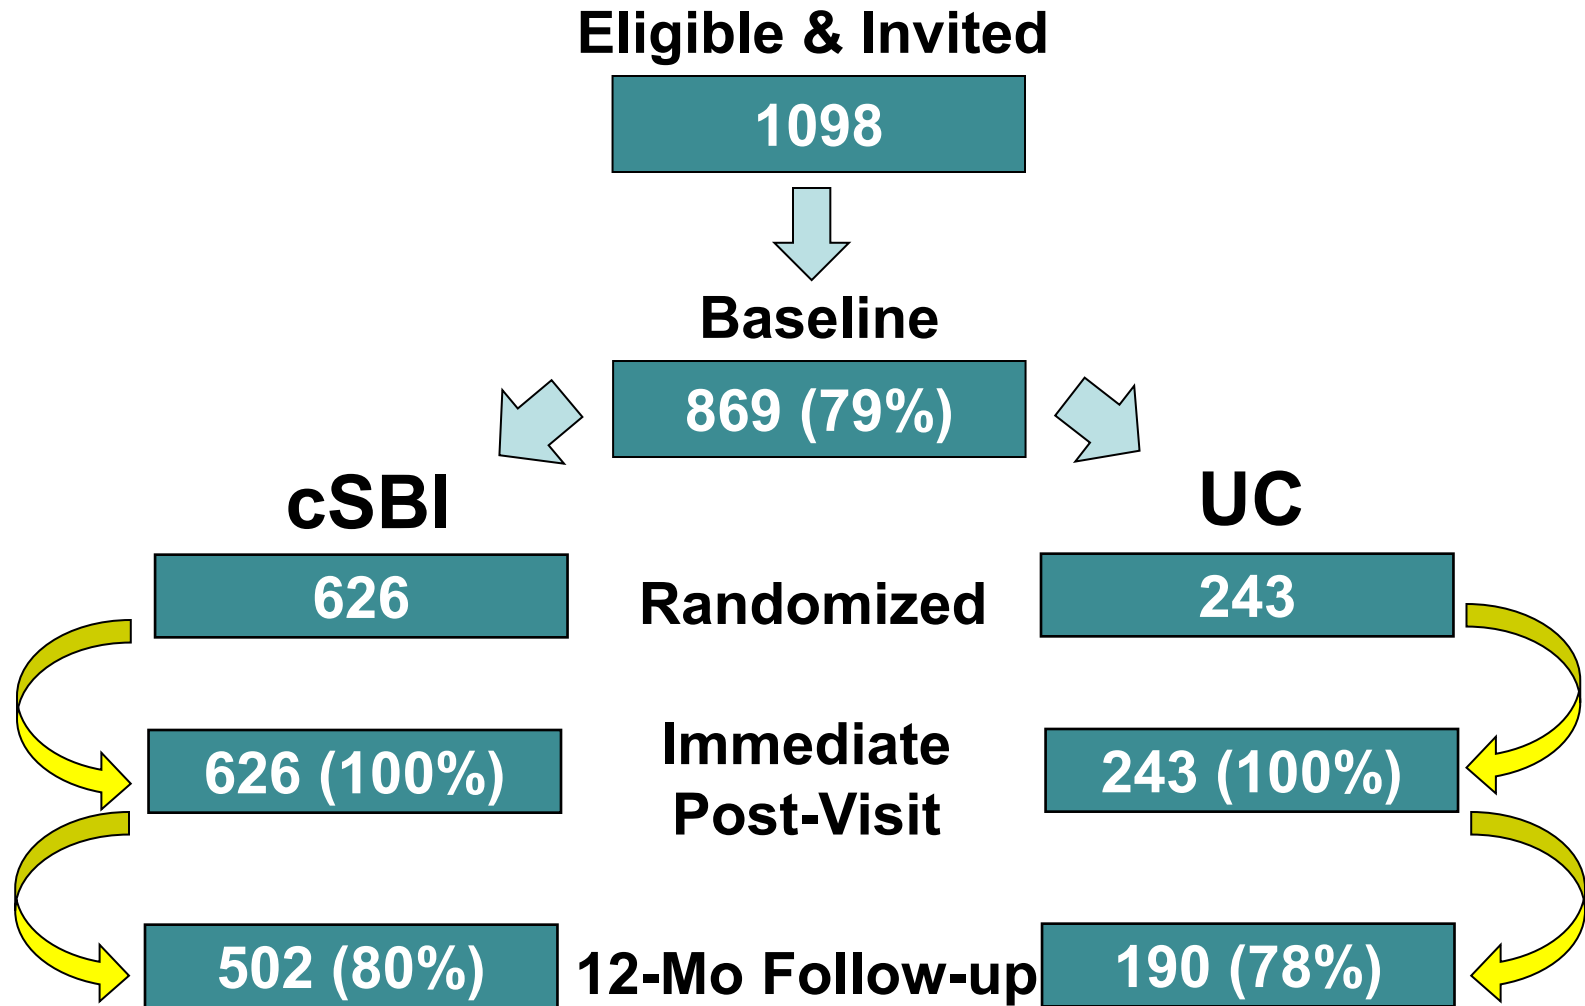 Eligible & Invited
1098
Baseline
869 (79%)
cSBI
UC
626
Randomized
243
626 (100%)
Immediate
Post-Visit
243 (100%)
502 (80%)
12-Mo Follow-up
190 (78%)